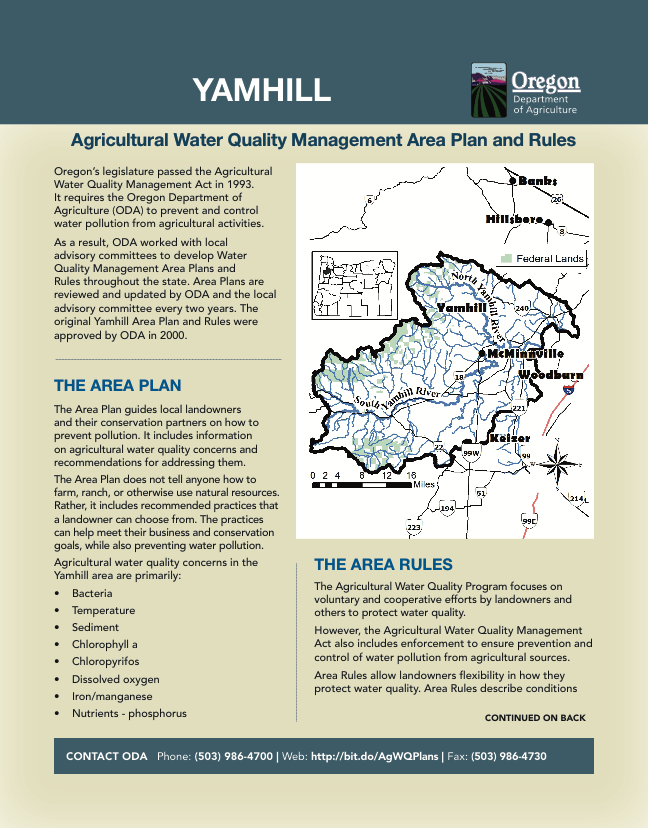 YAMHILL
Oregon
Department
of Agriculture
Agricultural Water Quality Management Area Plan and Rules
Oregon's legislature passed the Agricultural
Water Quality Management Act in 1993.
It requires the Oregon Department of
Agriculture (ODA) to prevent and control
water pollution from agricultural activities.
As a result, ODA worked with local
advisory committees to develop Water
Quality Management Area Plans and
Rules throughout the state. Area Plans are
reviewed and updated by ODA and the local
advisory committee every two years. The
original Yamhill Area Plan and Rules were
approved by ODA in 2000.
THE AREA PLAN
The Area Plan guides local landowners
and their conservation partners on how to
prevent pollution. It includes information
on agricultural water quality concerns and
recommendations for addressing them.
The Area Plan does not tell anyone how to
farm, ranch, or otherwise use natural resources.
Rather, it includes recommended practices that
a landowner can choose from. The practices
can help meet their business and conservation
goals, while also preventing water pollution.
Agricultural water quality concerns in the
Yamhill area are primarily:
• Bacteria
• Temperature
• Sediment
• Chlorophyll a
• Chloropyrifos
• Dissolved oxygen
• Iron/manganese
• Nutrients - phosphorus
Banks
6
26
Hillsboro
8
Federal Lands
North Yamhill River
Yamhill
240
McMinnville
Woodburn
18
South Yamhill River
221
Keizer
22
99W
99
0 2 4 8 12 16
Miles
51
194
214
223
99E
THE AREA RULES
The Agricultural Water Quality Program focuses on
voluntary and cooperative efforts by landowners and
others to protect water quality.
However, the Agricultural Water Quality Management
Act also includes enforcement to ensure prevention and
control of water pollution from agricultural sources.
Area Rules allow landowners flexibility in how they
protect water quality. Area Rules describe conditions
CONTINUED ON BACK
CONTACT ODA Phone: (503) 986-4700 | Web: http://bit.do/AgWQPlans | Fax: (503) 986-4730